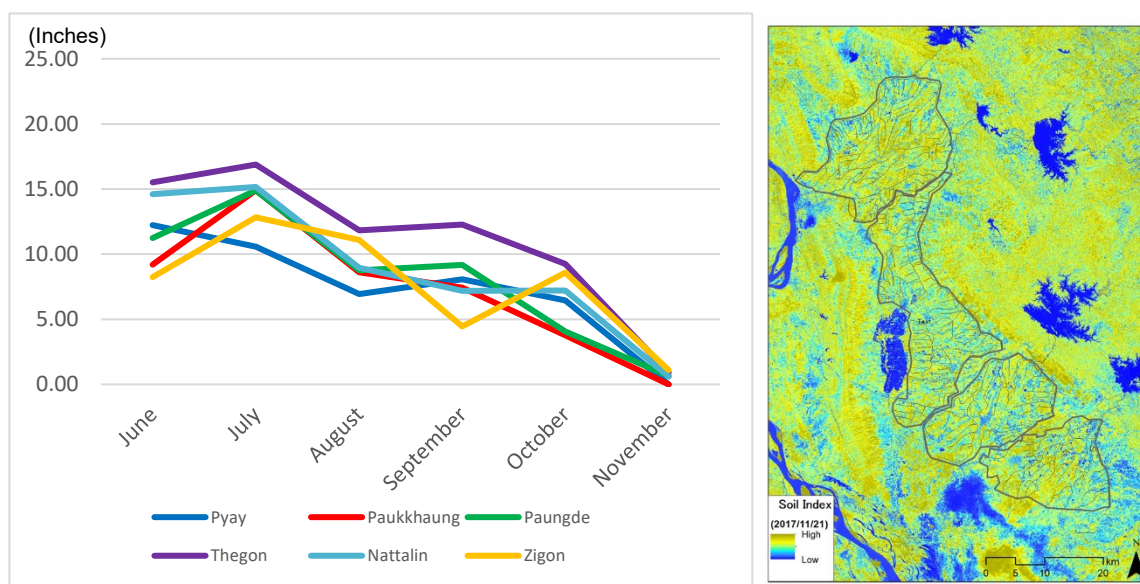 (Inches)
25.00
20.00
15.00
10.00
5.00
0.00
June
July
August
September
October
November
Pyay Paukkhaung Paungde
Thegon Nattalin Zigon
Soil Index
(2017/11/21)
High
Low
N
km
0 5 10 20